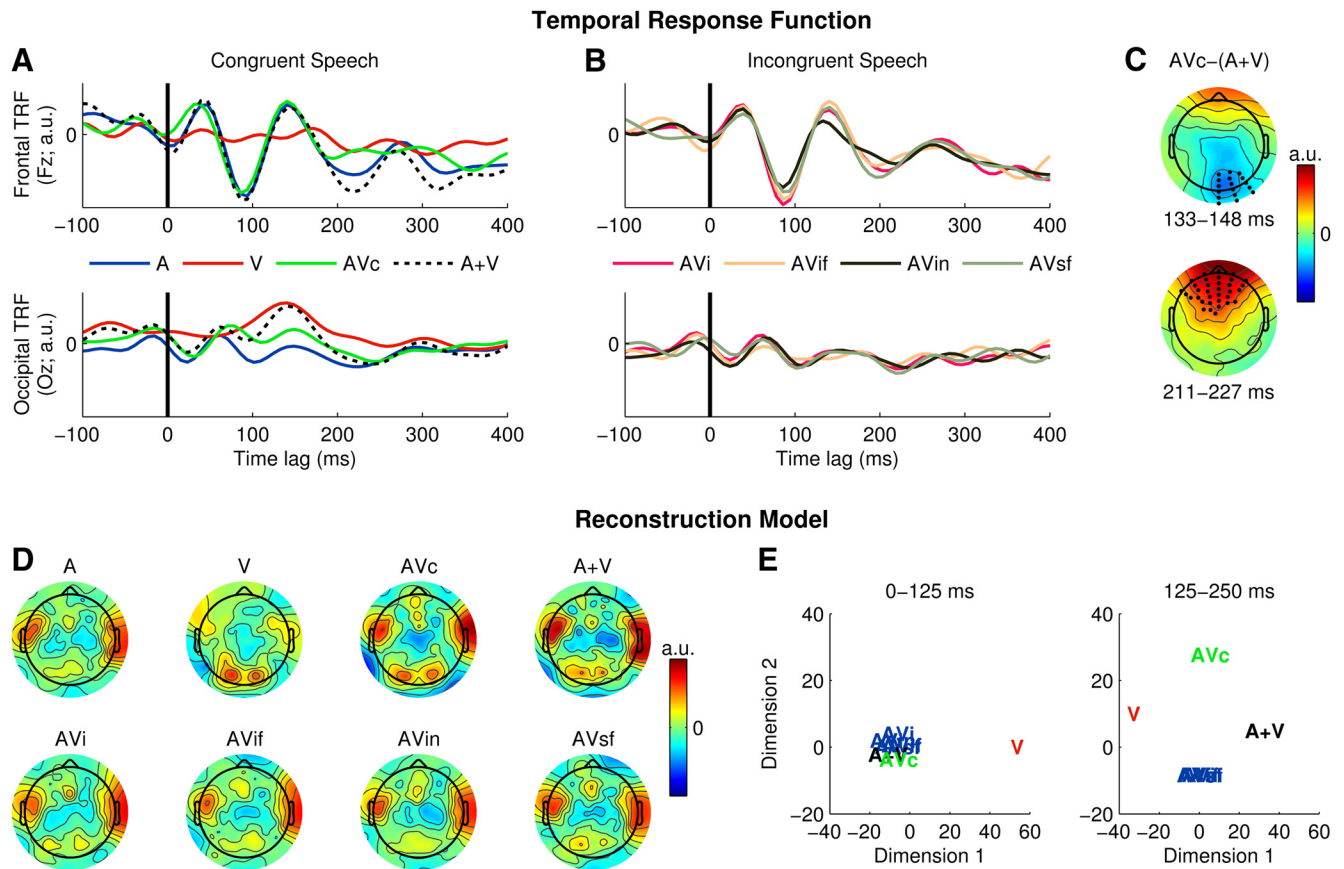 Temporal Response Function
A
Congruent Speech
Frontal TRF
(Fz; a.u.)
0
−100 0 100 200 300 400
A V AVc A+V
Occipital TRF
(Oz; a.u.)
0
−100 0 100 200 300 400
Time lag (ms)
B
Incongruent Speech
0
−100 0 100 200 300 400
AVi AVif AVin AVsf
0
−100 0 100 200 300 400
Time lag (ms)
C
AVc−(A+V)
133−148 ms
a.u.
0
211−227 ms
Reconstruction Model
D
A V AVc A+V
AVi AVif AVin AVsf
a.u.
0
E
0−125 ms
Dimension 2
40
20
0
−20
−40 −20 0 20 40 60
Dimension 1
AVi
A+V
AVc
V
125−250 ms
40
20
0
−20
−40 −20 0 20 40 60
Dimension 1
AVc
V
A+V